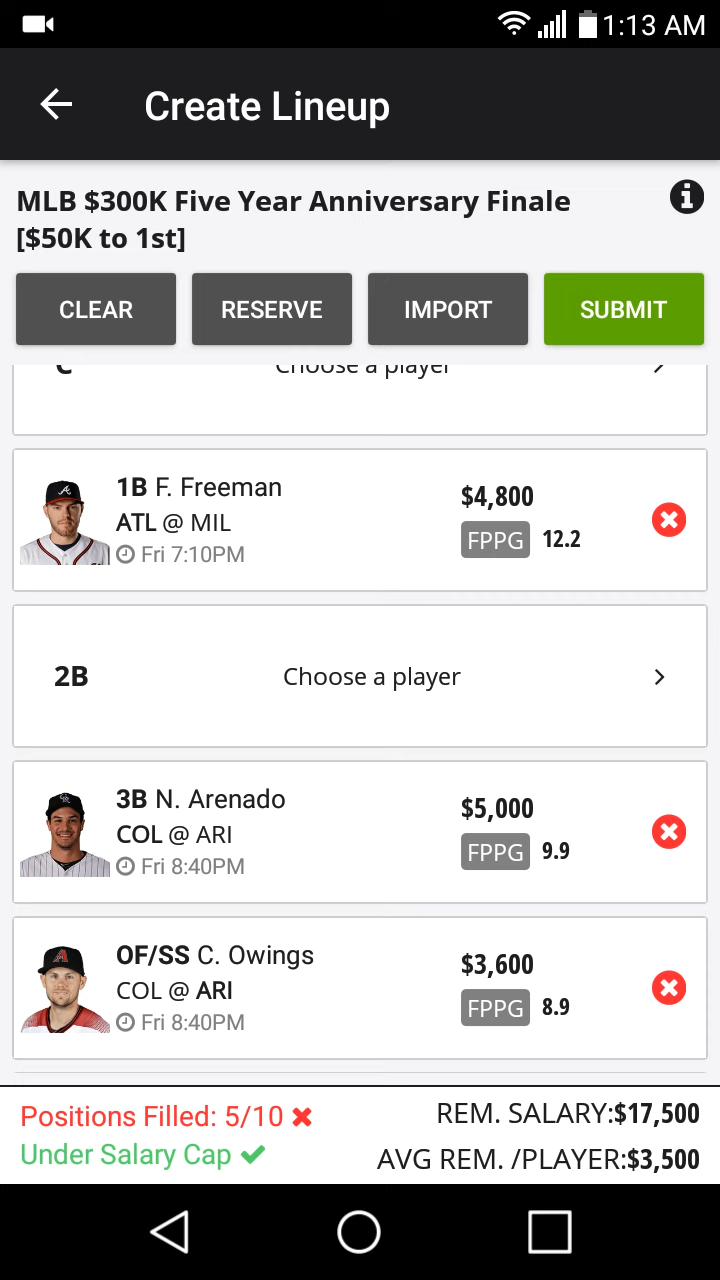 1:13 AM
Create Lineup
MLB $300K Five Year Anniversary Finale
[$50K to 1st]
CLEAR
RESERVE
IMPORT
SUBMIT
C
Choose a player
1B F. Freeman
$4,800
ATL @ MIL
FPPG 12.2
Fri 7:10PM
2B
Choose a player
3B N. Arenado
$5,000
COL @ ARI
FPPG 9.9
Fri 8:40PM
OF/SS C. Owings
$3,600
COL @ ARI
FPPG 8.9
Fri 8:40PM
Positions Filled: 5/10
REM. SALARY:$17,500
Under Salary Cap
AVG REM. /PLAYER:$3,500